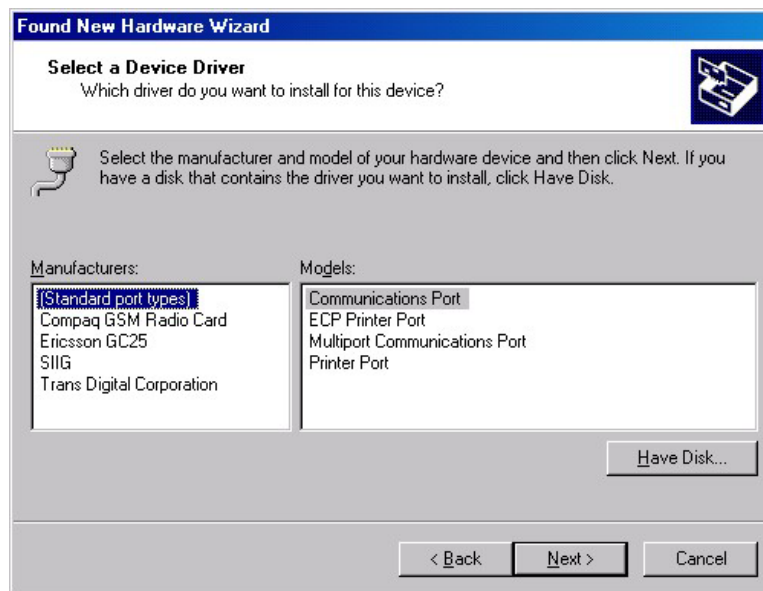 Found New Hardware Wizard
Select a Device Driver
Which driver do you want to install for this device?
Select the manufacturer and model of your hardware device and then click Next. If you
have a disk that contains the driver you want to install, click Have Disk.
Manufacturers:
(Standard port types)
Compaq GSM Radio Card
Ericsson GC25
SIIG
Trans Digital Corporation
Models:
Communications Port
ECP Printer Port
Multiport Communications Port
Printer Port
Have Disk...
< Back
Next >
Cancel